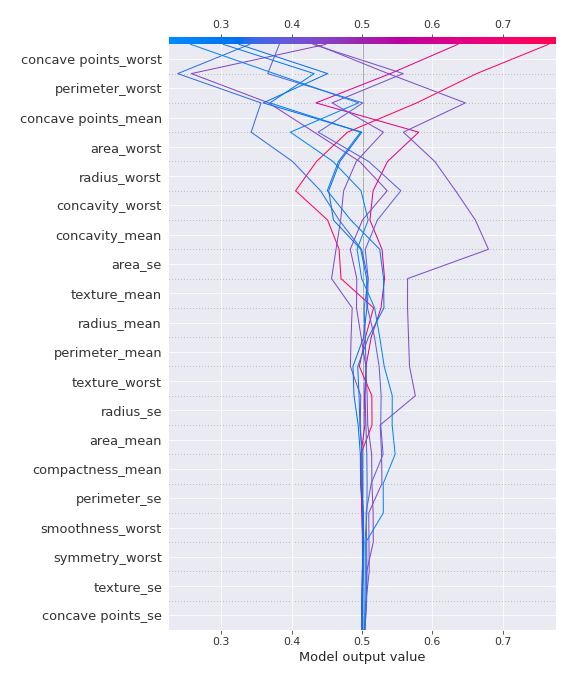 0.3 0.4 0.5 0.6 0.7
concave points_worst
perimeter_worst
concave points_mean
area_worst
radius_worst
concavity_worst
concavity_mean
area_se
texture_mean
radius_mean
perimeter_mean
texture_worst
radius_se
area_mean
compactness_mean
perimeter_se
smoothness_worst
symmetry_worst
texture_se
concave points_se
0.3 0.4 0.5 0.6 0.7
Model output value